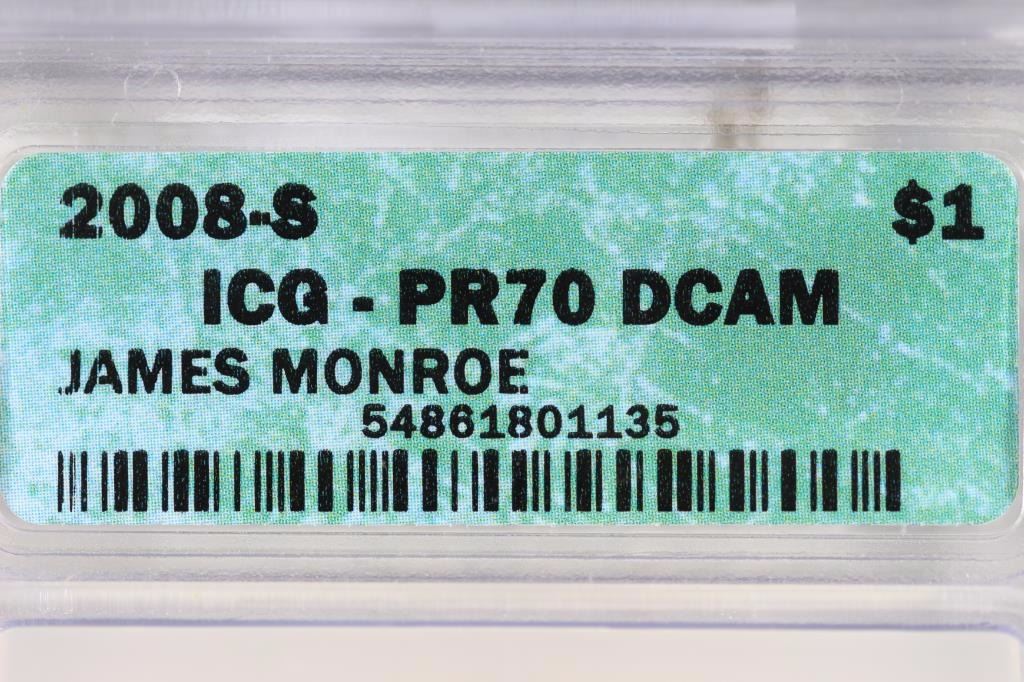 2008-S $1
ICG - PR70 DCAM
JAMES MONROE
54861801135